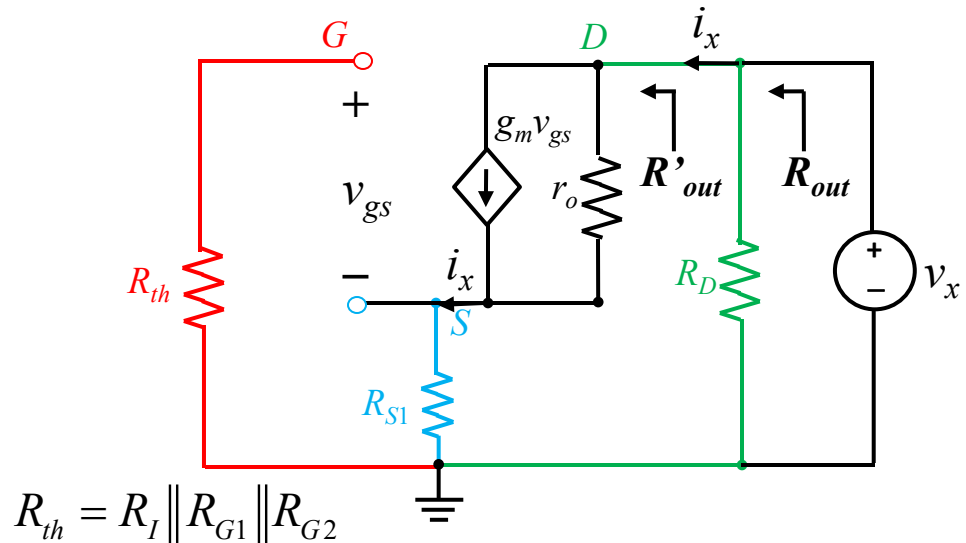 G
D
i_x
+
g_m v_gs
v_gs
r_o
R'_out
R_out
+
−
v_x
R_th
−
i_x
S
R_D
R_S1
R_th = R_I || R_G1 || R_G2